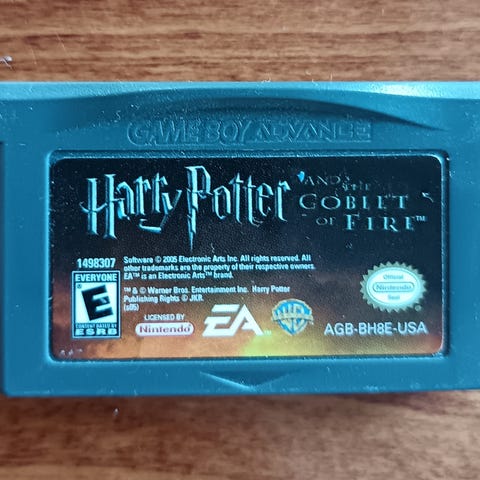 GAME BOY ADVANCE
Harry Potter
AND THE
GOBLET
OF FIRE™
1498307
Software © 2005 Electronic Arts Inc. All rights reserved. All
other trademarks are the property of their respective owners.
EA™ is an Electronic Arts™ brand.
™ & © Warner Bros. Entertainment Inc. Harry Potter
Publishing Rights © JKR.
(s05)
EVERYONE
E
CONTENT RATED BY
ESRB
LICENSED BY
Nintendo
EA
WB
Official
Nintendo
Seal
AGB-BH8E-USA